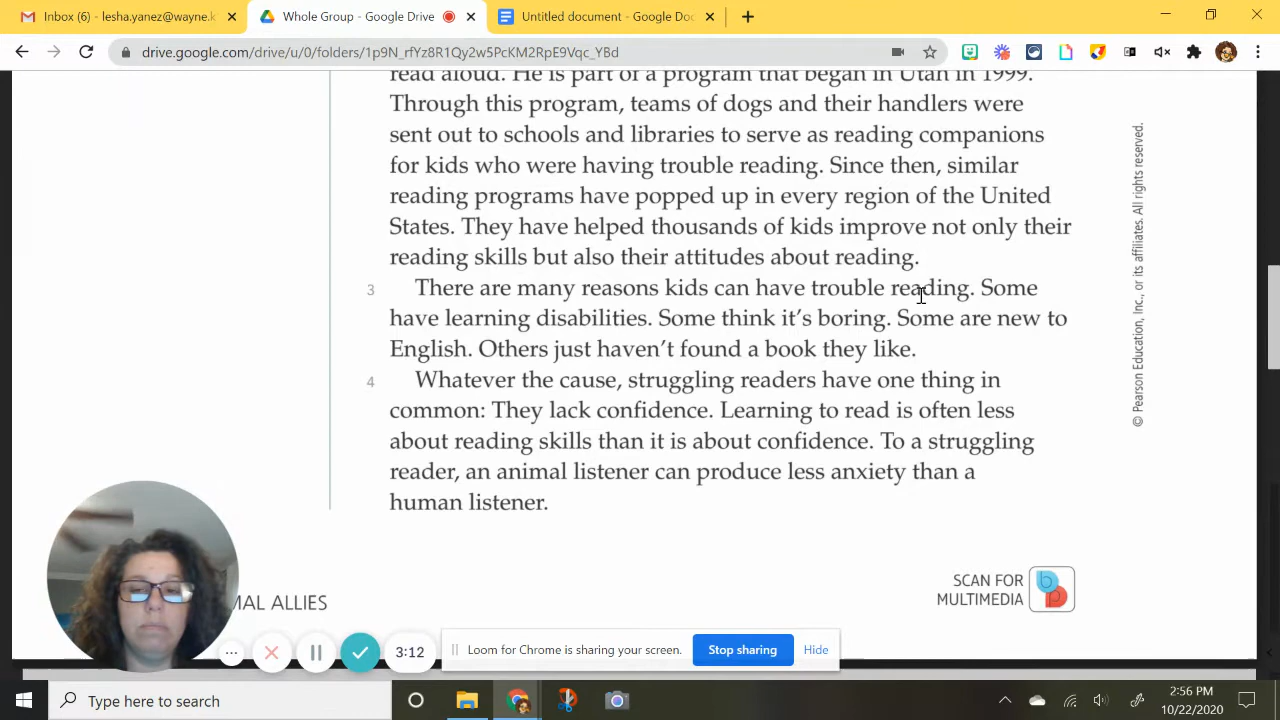 Inbox (6) - lesha.yanez@wayne.k
Whole Group - Google Drive
Untitled document - Google Doc
drive.google.com/drive/u/0/folders/1p9N_rfYz8R1Qy2w5PcKM2RpE9Vqc_YBd
read aloud. He is part of a program that began in Utah in 1999.
Through this program, teams of dogs and their handlers were
sent out to schools and libraries to serve as reading companions
for kids who were having trouble reading. Since then, similar
reading programs have popped up in every region of the United
States. They have helped thousands of kids improve not only their
reading skills but also their attitudes about reading.
3 There are many reasons kids can have trouble reading. Some
have learning disabilities. Some think it's boring. Some are new to
English. Others just haven't found a book they like.
4 Whatever the cause, struggling readers have one thing in
common: They lack confidence. Learning to read is often less
about reading skills than it is about confidence. To a struggling
reader, an animal listener can produce less anxiety than a
human listener.
© Pearson Education, Inc., or its affiliates. All rights reserved.
SCAN FOR
MULTIMEDIA
bp
MAL ALLIES
3:12
Loom for Chrome is sharing your screen.
Stop sharing
Hide
Type here to search
2:56 PM
10/22/2020